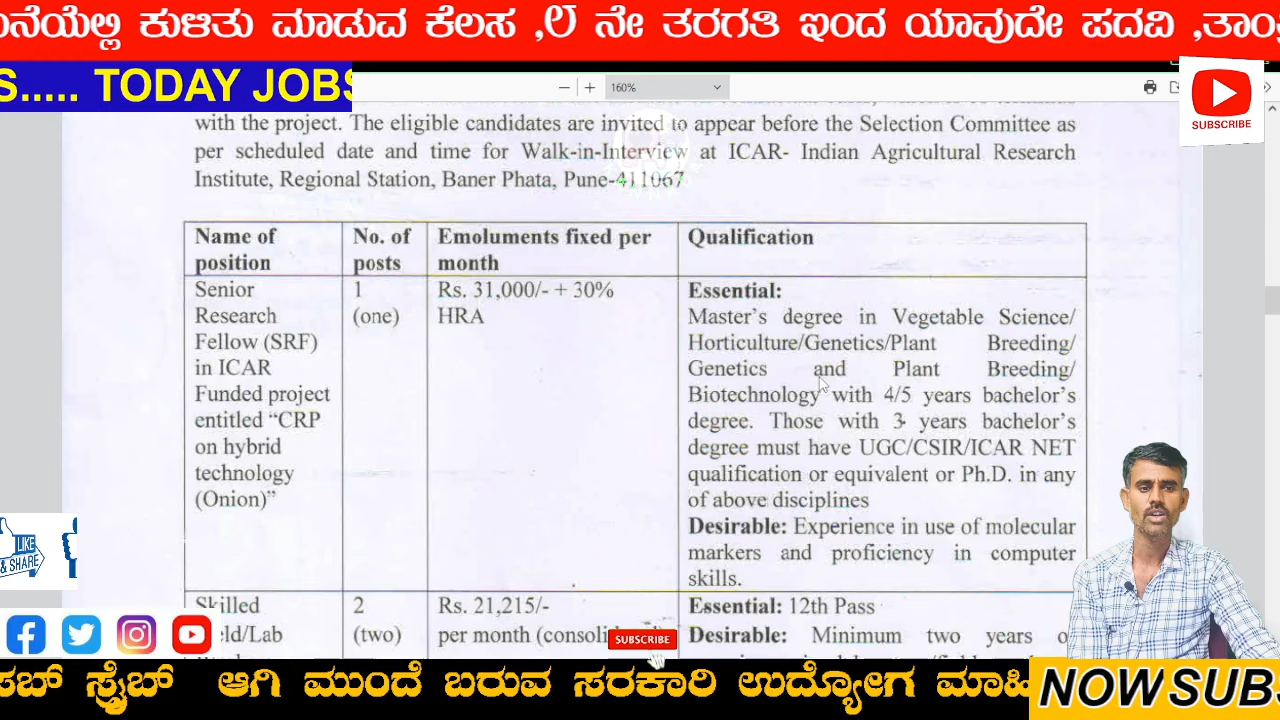 ಕುಳಿತು ಮಾಡುವ ಕೆಲಸ ,೮ ನೇ ತರಗತಿ ಇಂದ ಯಾವುದೇ ಪದವಿ
S..... TODAY JOBS
160%
SUBSCRIBE
with the project. The eligible candidates are invited to appear before the Selection Committee as
per scheduled date and time for Walk-in-Interview at ICAR- Indian Agricultural Research
Institute, Regional Station, Baner Phata, Pune-411067
Name of position
No. of posts
Emoluments fixed per month
Qualification
Senior
Research
Fellow (SRF)
in ICAR
Funded project
entitled "CRP
on hybrid
technology
(Onion)"
1
(one)
Rs. 31,000/- + 30%
HRA
Essential:
Master's degree in Vegetable Science/
Horticulture/Genetics/Plant Breeding/
Genetics and Plant Breeding/
Biotechnology with 4/5 years bachelor's
degree. Those with 3 years bachelor's
degree must have UGC/CSIR/ICAR NET
qualification or equivalent or Ph.D. in any
of above disciplines
Desirable: Experience in use of molecular
markers and proficiency in computer
skills.
Skilled
2
(two)
Rs. 21,215/-
per month
Essential: 12th Pass
Desirable: Minimum two years
LIKE
& SHARE
SUBSCRIBE
ಸಬ್ ಸ್ಕ್ರೈಬ್ ಆಗಿ ಮುಂದೆ ಬರುವ ಸರಕಾರಿ ಉದ್ಯೋಗ
NOW SUBS